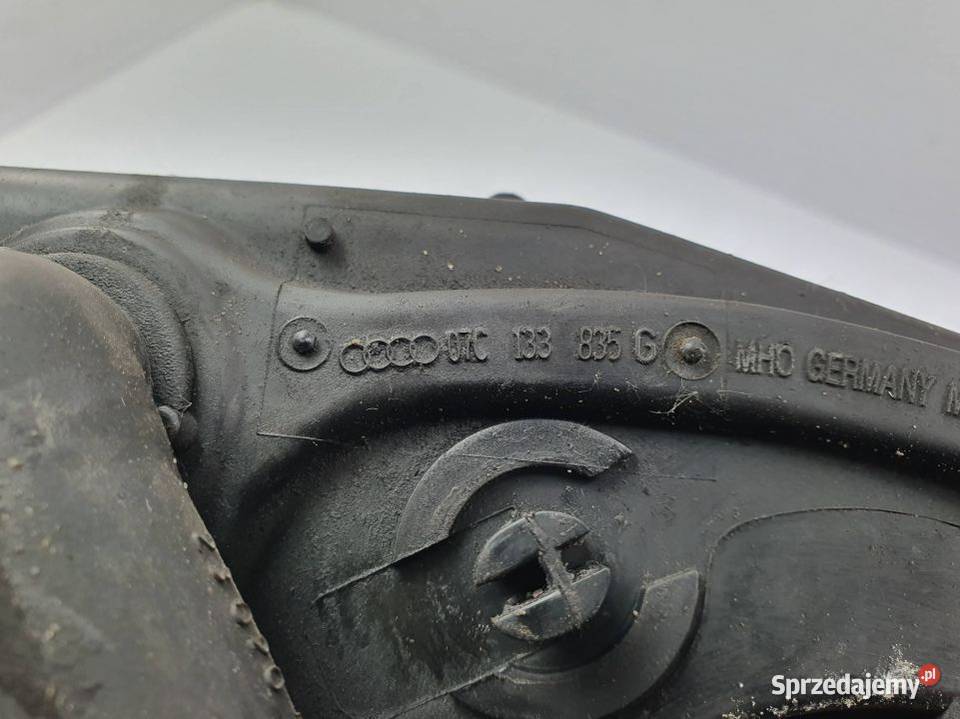 07C 133 835 G MHO GERMANY M
Sprzedajemy.pl